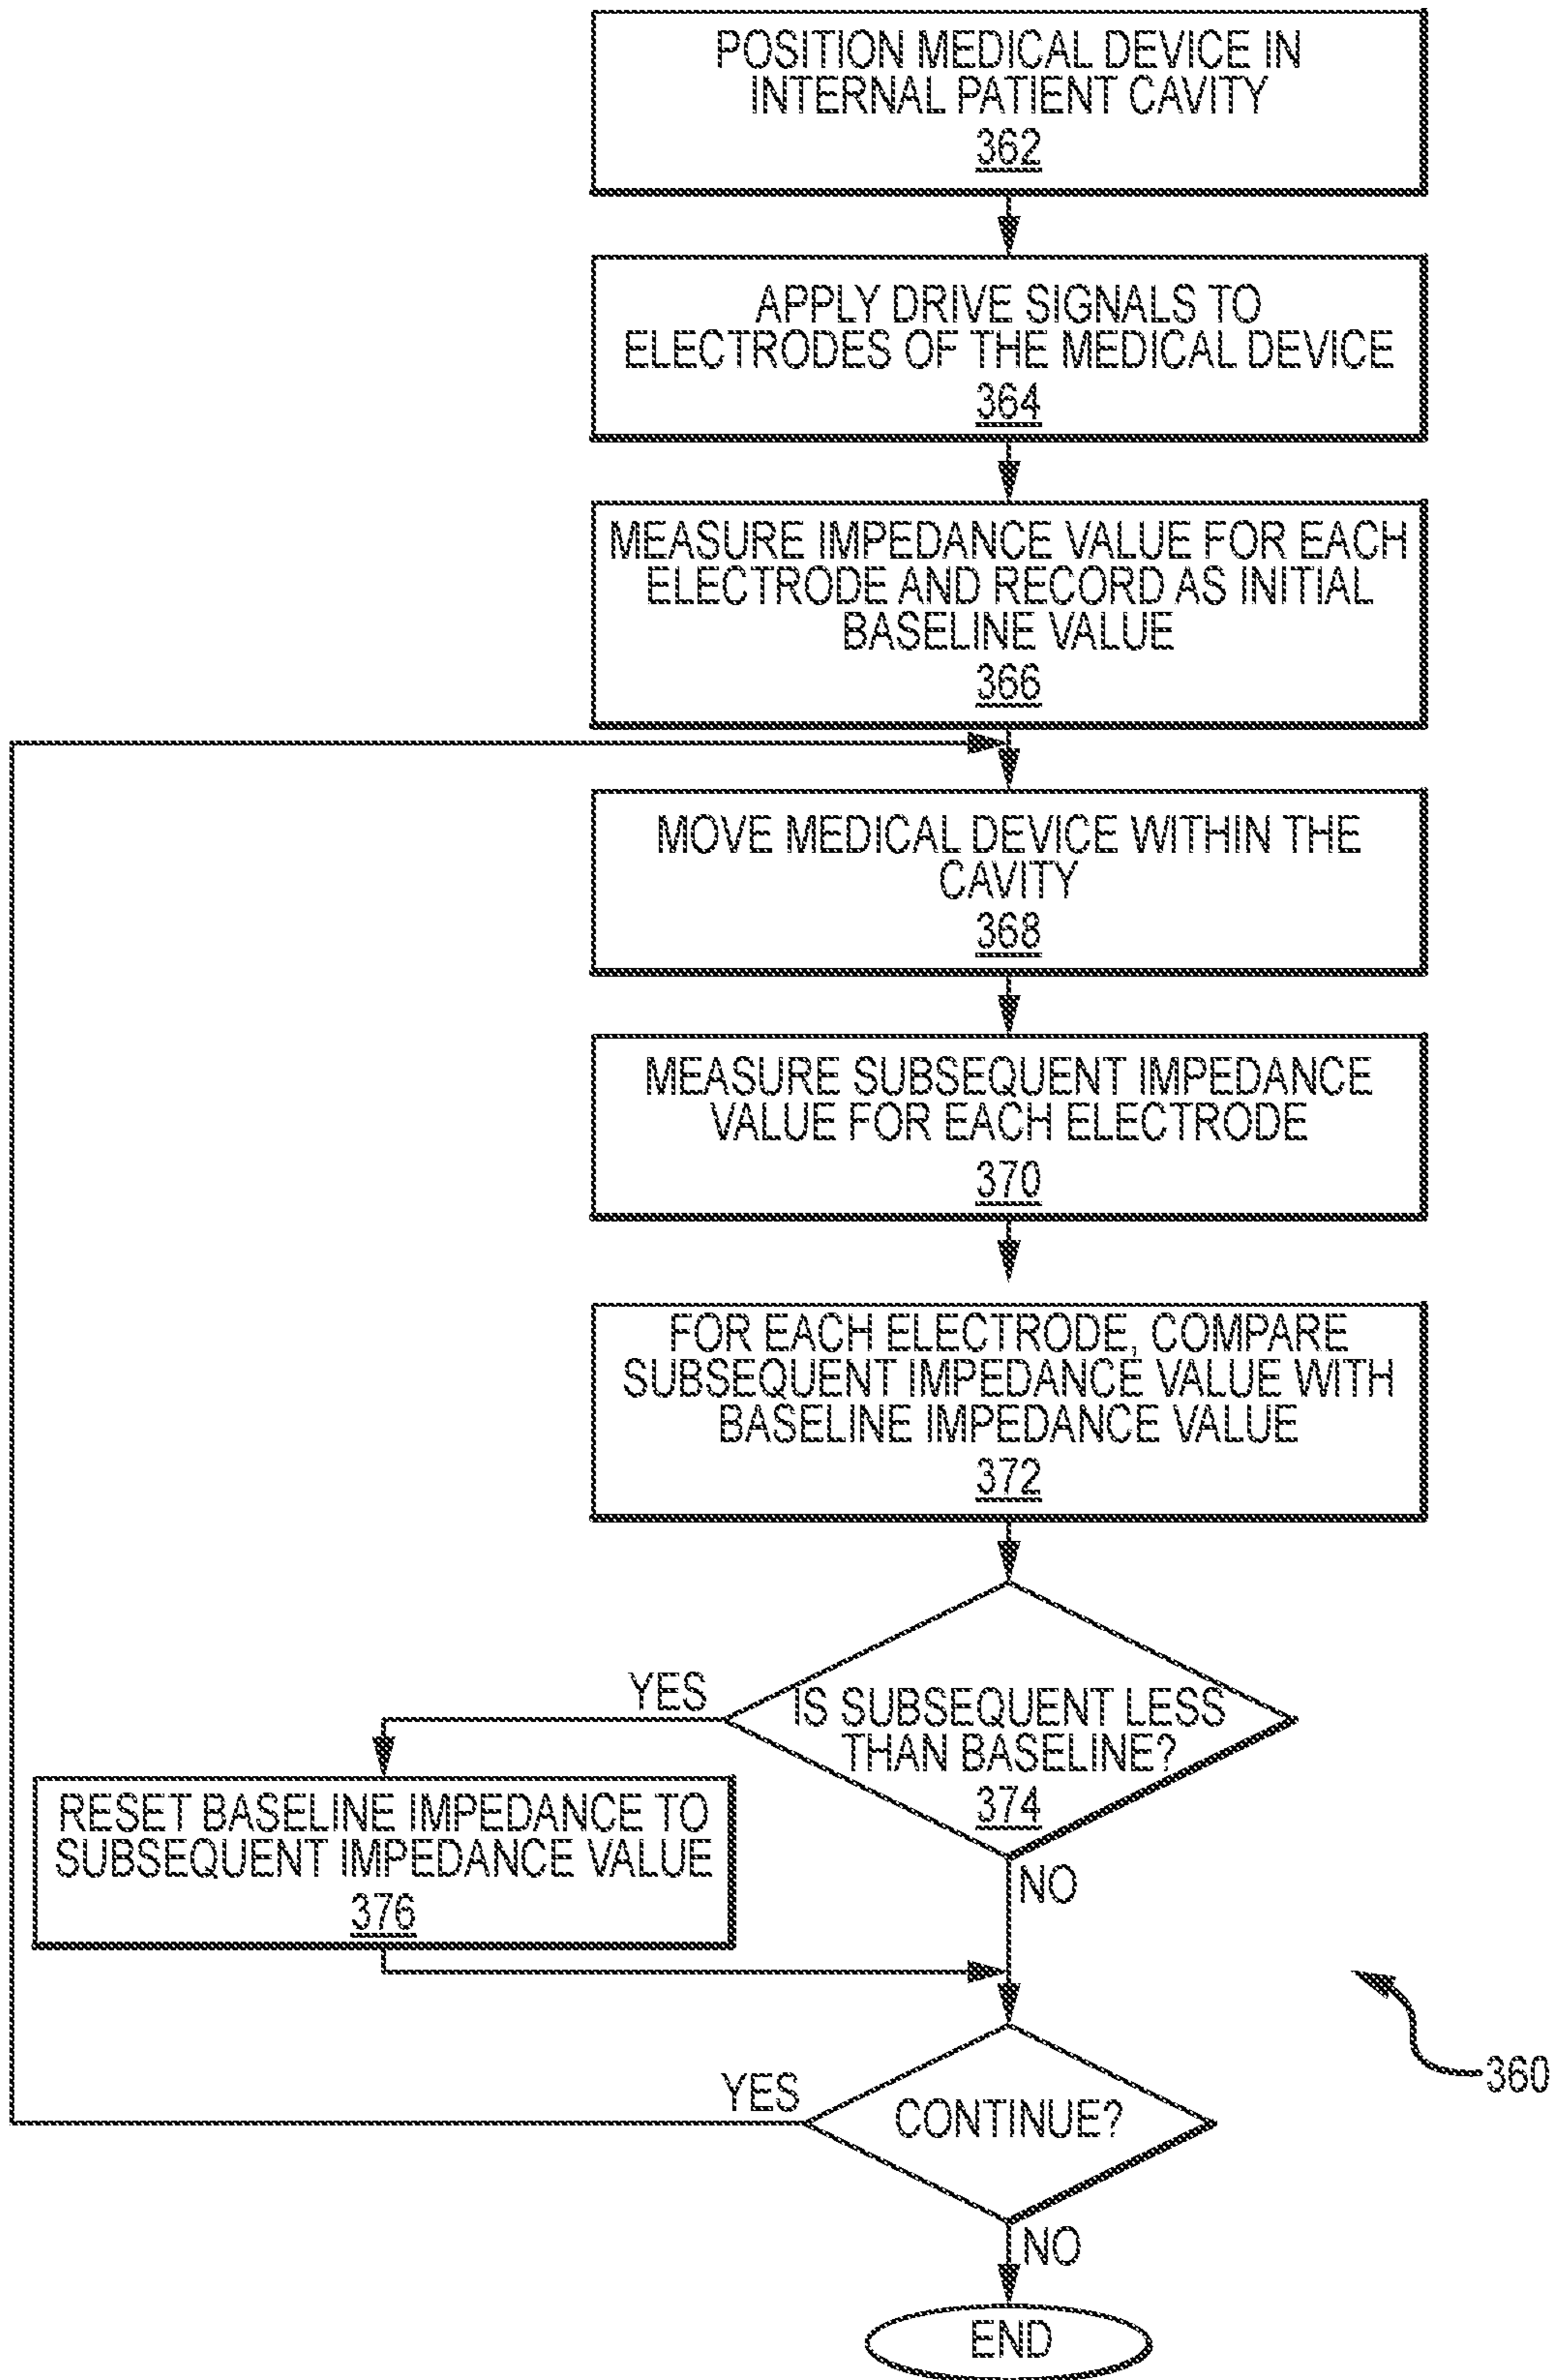 POSITION MEDICAL DEVICE IN
INTERNAL PATIENT CAVITY
362
APPLY DRIVE SIGNALS TO
ELECTRODES OF THE MEDICAL DEVICE
364
MEASURE IMPEDANCE VALUE FOR EACH
ELECTRODE AND RECORD AS INITIAL
BASELINE VALUE
366
MOVE MEDICAL DEVICE WITHIN THE
CAVITY
368
MEASURE SUBSEQUENT IMPEDANCE
VALUE FOR EACH ELECTRODE
370
FOR EACH ELECTRODE, COMPARE
SUBSEQUENT IMPEDANCE VALUE WITH
BASELINE IMPEDANCE VALUE
372
YES
IS SUBSEQUENT LESS
THAN BASELINE?
374
RESET BASELINE IMPEDANCE TO
SUBSEQUENT IMPEDANCE VALUE
376
NO
360
YES
CONTINUE?
NO
END